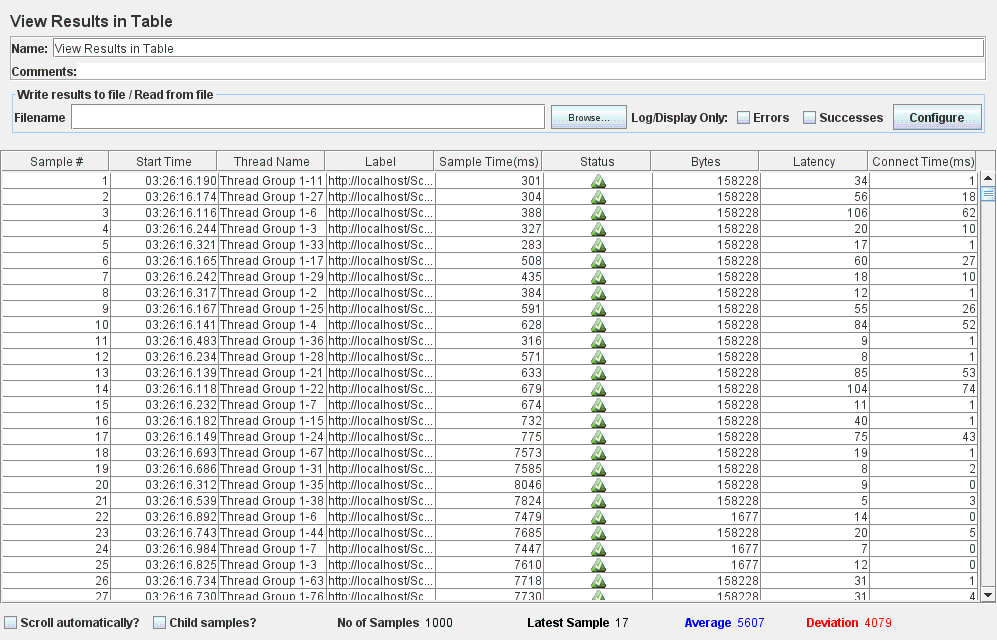 View Results in Table
Name: View Results in Table
Comments:
Write results to file / Read from file
Filename Browse... Log/Display Only: Errors Successes Configure
Sample # Start Time Thread Name Label Sample Time(ms) Status Bytes Latency Connect Time(ms)
1 03:26:16.190 Thread Group 1-11 http://localhost/Sc... 301 158228 34 1
2 03:26:16.174 Thread Group 1-27 http://localhost/Sc... 304 158228 56 18
3 03:26:16.116 Thread Group 1-6 http://localhost/Sc... 388 158228 106 62
4 03:26:16.244 Thread Group 1-3 http://localhost/Sc... 327 158228 20 10
5 03:26:16.321 Thread Group 1-33 http://localhost/Sc... 283 158228 17 1
6 03:26:16.165 Thread Group 1-17 http://localhost/Sc... 508 158228 60 27
7 03:26:16.242 Thread Group 1-29 http://localhost/Sc... 435 158228 18 10
8 03:26:16.317 Thread Group 1-2 http://localhost/Sc... 384 158228 12 1
9 03:26:16.167 Thread Group 1-25 http://localhost/Sc... 591 158228 55 26
10 03:26:16.141 Thread Group 1-4 http://localhost/Sc... 628 158228 84 52
11 03:26:16.483 Thread Group 1-36 http://localhost/Sc... 316 158228 9 1
12 03:26:16.234 Thread Group 1-28 http://localhost/Sc... 571 158228 8 1
13 03:26:16.139 Thread Group 1-21 http://localhost/Sc... 633 158228 85 53
14 03:26:16.118 Thread Group 1-22 http://localhost/Sc... 679 158228 104 74
15 03:26:16.232 Thread Group 1-7 http://localhost/Sc... 674 158228 11 1
16 03:26:16.182 Thread Group 1-15 http://localhost/Sc... 732 158228 40 1
17 03:26:16.149 Thread Group 1-24 http://localhost/Sc... 775 158228 75 43
18 03:26:16.693 Thread Group 1-67 http://localhost/Sc... 7573 158228 19 1
19 03:26:16.686 Thread Group 1-31 http://localhost/Sc... 7585 158228 8 2
20 03:26:16.312 Thread Group 1-35 http://localhost/Sc... 8046 158228 9 0
21 03:26:16.539 Thread Group 1-38 http://localhost/Sc... 7824 158228 5 3
22 03:26:16.892 Thread Group 1-6 http://localhost/Sc... 7479 1677 14 0
23 03:26:16.743 Thread Group 1-44 http://localhost/Sc... 7685 158228 20 5
24 03:26:16.984 Thread Group 1-7 http://localhost/Sc... 7447 1677 7 0
25 03:26:16.825 Thread Group 1-3 http://localhost/Sc... 7610 1677 12 0
26 03:26:16.734 Thread Group 1-63 http://localhost/Sc... 7718 158228 31 1
27 03:26:16.730 Thread Group 1-76 http://localhost/Sc... 7730 158228 31 4
Scroll automatically? Child samples? No of Samples 1000 Latest Sample 17 Average 5607 Deviation 4079